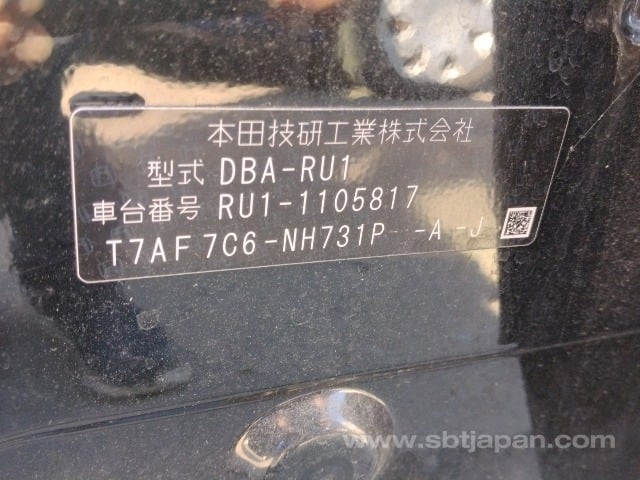 本田技研工業株式会社
型式 DBA-RU1
車台番号 RU1-1105817
T7AF 7C6-NH731P---A-J
www.sbtjapan.com